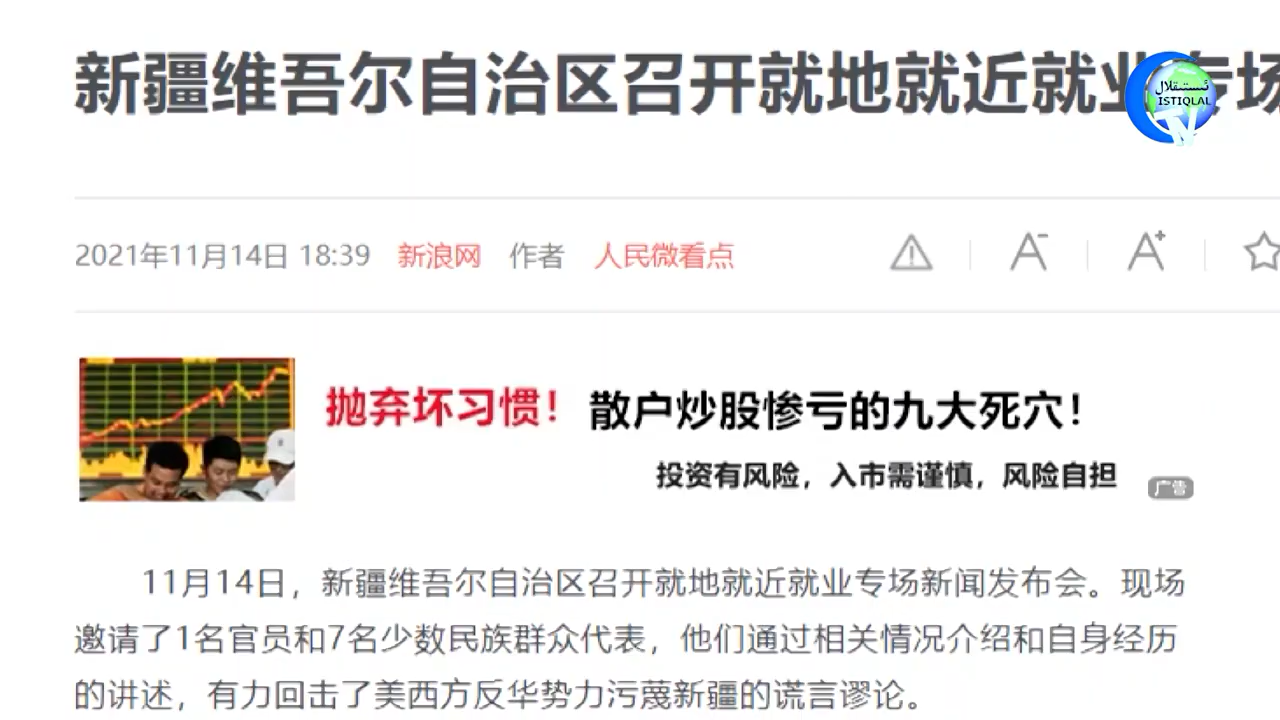 新疆维吾尔自治区召开就地就近就业专场
ئىستىقلال
ISTIQLAL
TV
2021年11月14日 18:39 新浪网 作者 人民微看点
A- A+
抛弃坏习惯！ 散户炒股惨亏的九大死穴！
投资有风险，入市需谨慎，风险自担
广告
11月14日，新疆维吾尔自治区召开就地就近就业专场新闻发布会。现场
邀请了1名官员和7名少数民族群众代表，他们通过相关情况介绍和自身经历
的讲述，有力回击了美西方反华势力污蔑新疆的谎言谬论。